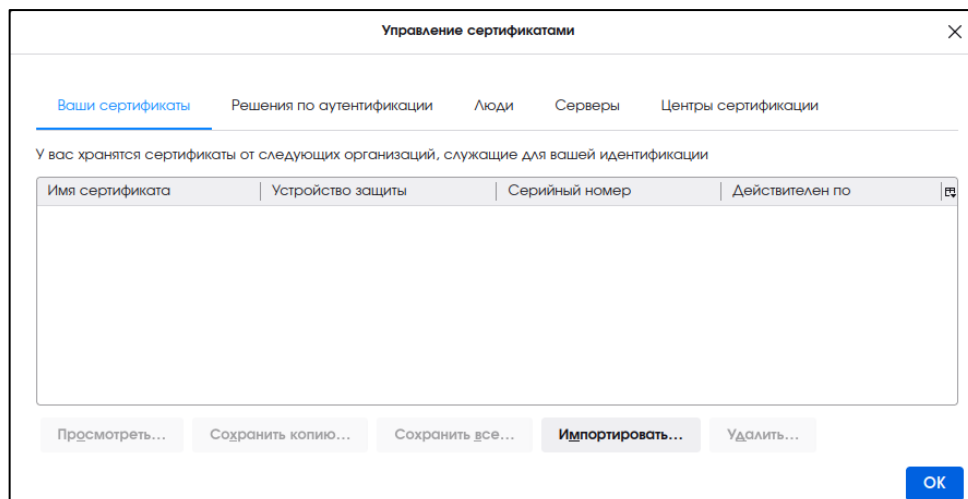 Управление сертификатами
Ваши сертификаты Решения по аутентификации Люди Серверы Центры сертификации
У вас хранятся сертификаты от следующих организаций, служащие для вашей идентификации
Имя сертификата Устройство защиты Серийный номер Действителен по
Просмотреть... Сохранить копию... Сохранить все... Импортировать... Удалить...
ОК